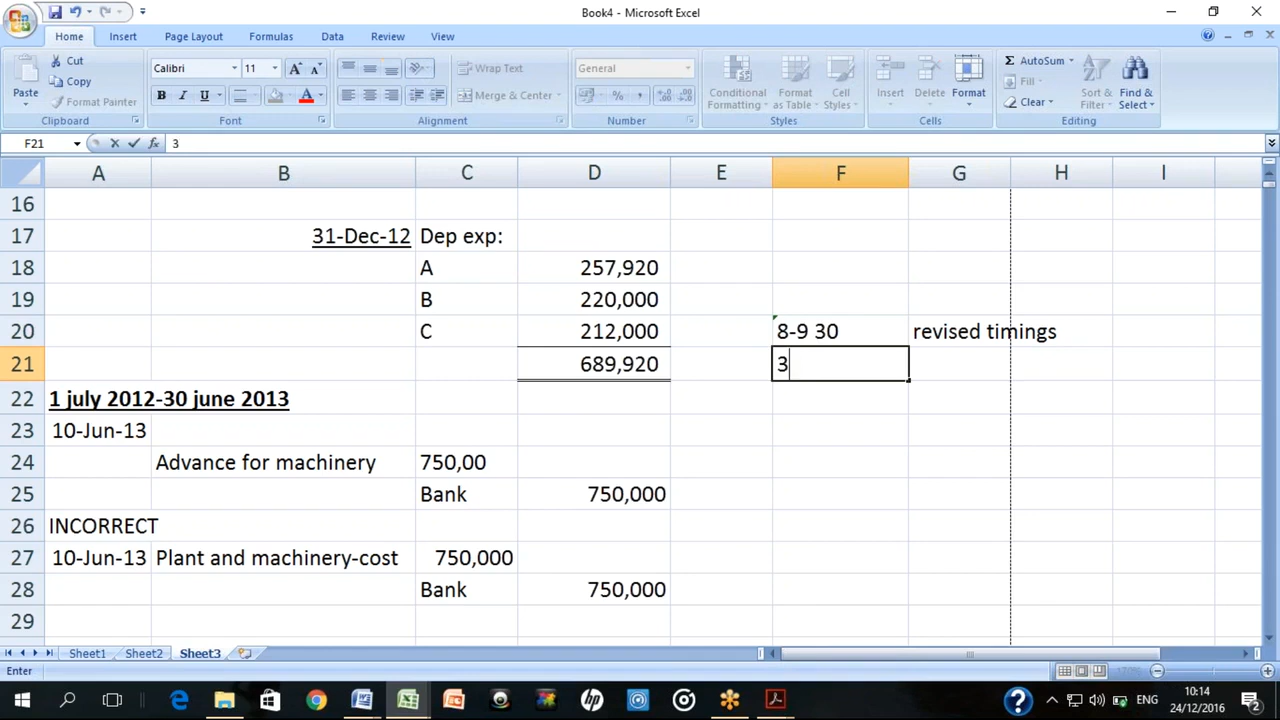 Book4 - Microsoft Excel
Home Insert Page Layout Formulas Data Review View
Cut
Copy
Format Painter
Paste
Clipboard
Calibri 11
B I U
Font
Wrap Text
Merge & Center
Alignment
General
Number
Conditional Formatting
Format as Table
Cell Styles
Styles
Insert Delete Format
Cells
AutoSum
Fill
Clear
Sort & Filter
Find & Select
Editing
F21 fx 3
A B C D E F G H I
16
17 31-Dec-12 Dep exp:
18 A 257,920
19 B 220,000
20 C 212,000 8-9 30 revised timings
21 689,920 3
22 1 july 2012-30 june 2013
23 10-Jun-13
24 Advance for machinery 750,00
25 Bank 750,000
26 INCORRECT
27 10-Jun-13 Plant and machinery-cost 750,000
28 Bank 750,000
29
Sheet1 Sheet2 Sheet3
Enter
ENG 10:14
24/12/2016